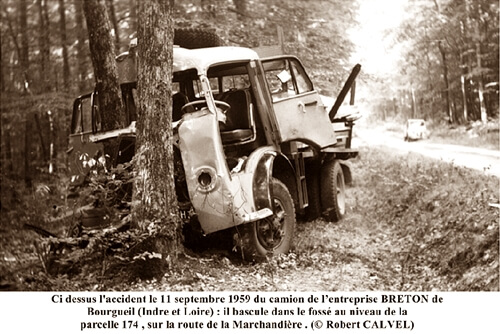 Ci dessus l'accident le 11 septembre 1959 du camion de l'entreprise BRETON de
Bourgueil (Indre et Loire) : il bascule dans le fossé au niveau de la
parcelle 174 , sur la route de la Marchandière . (© Robert CALVEL)